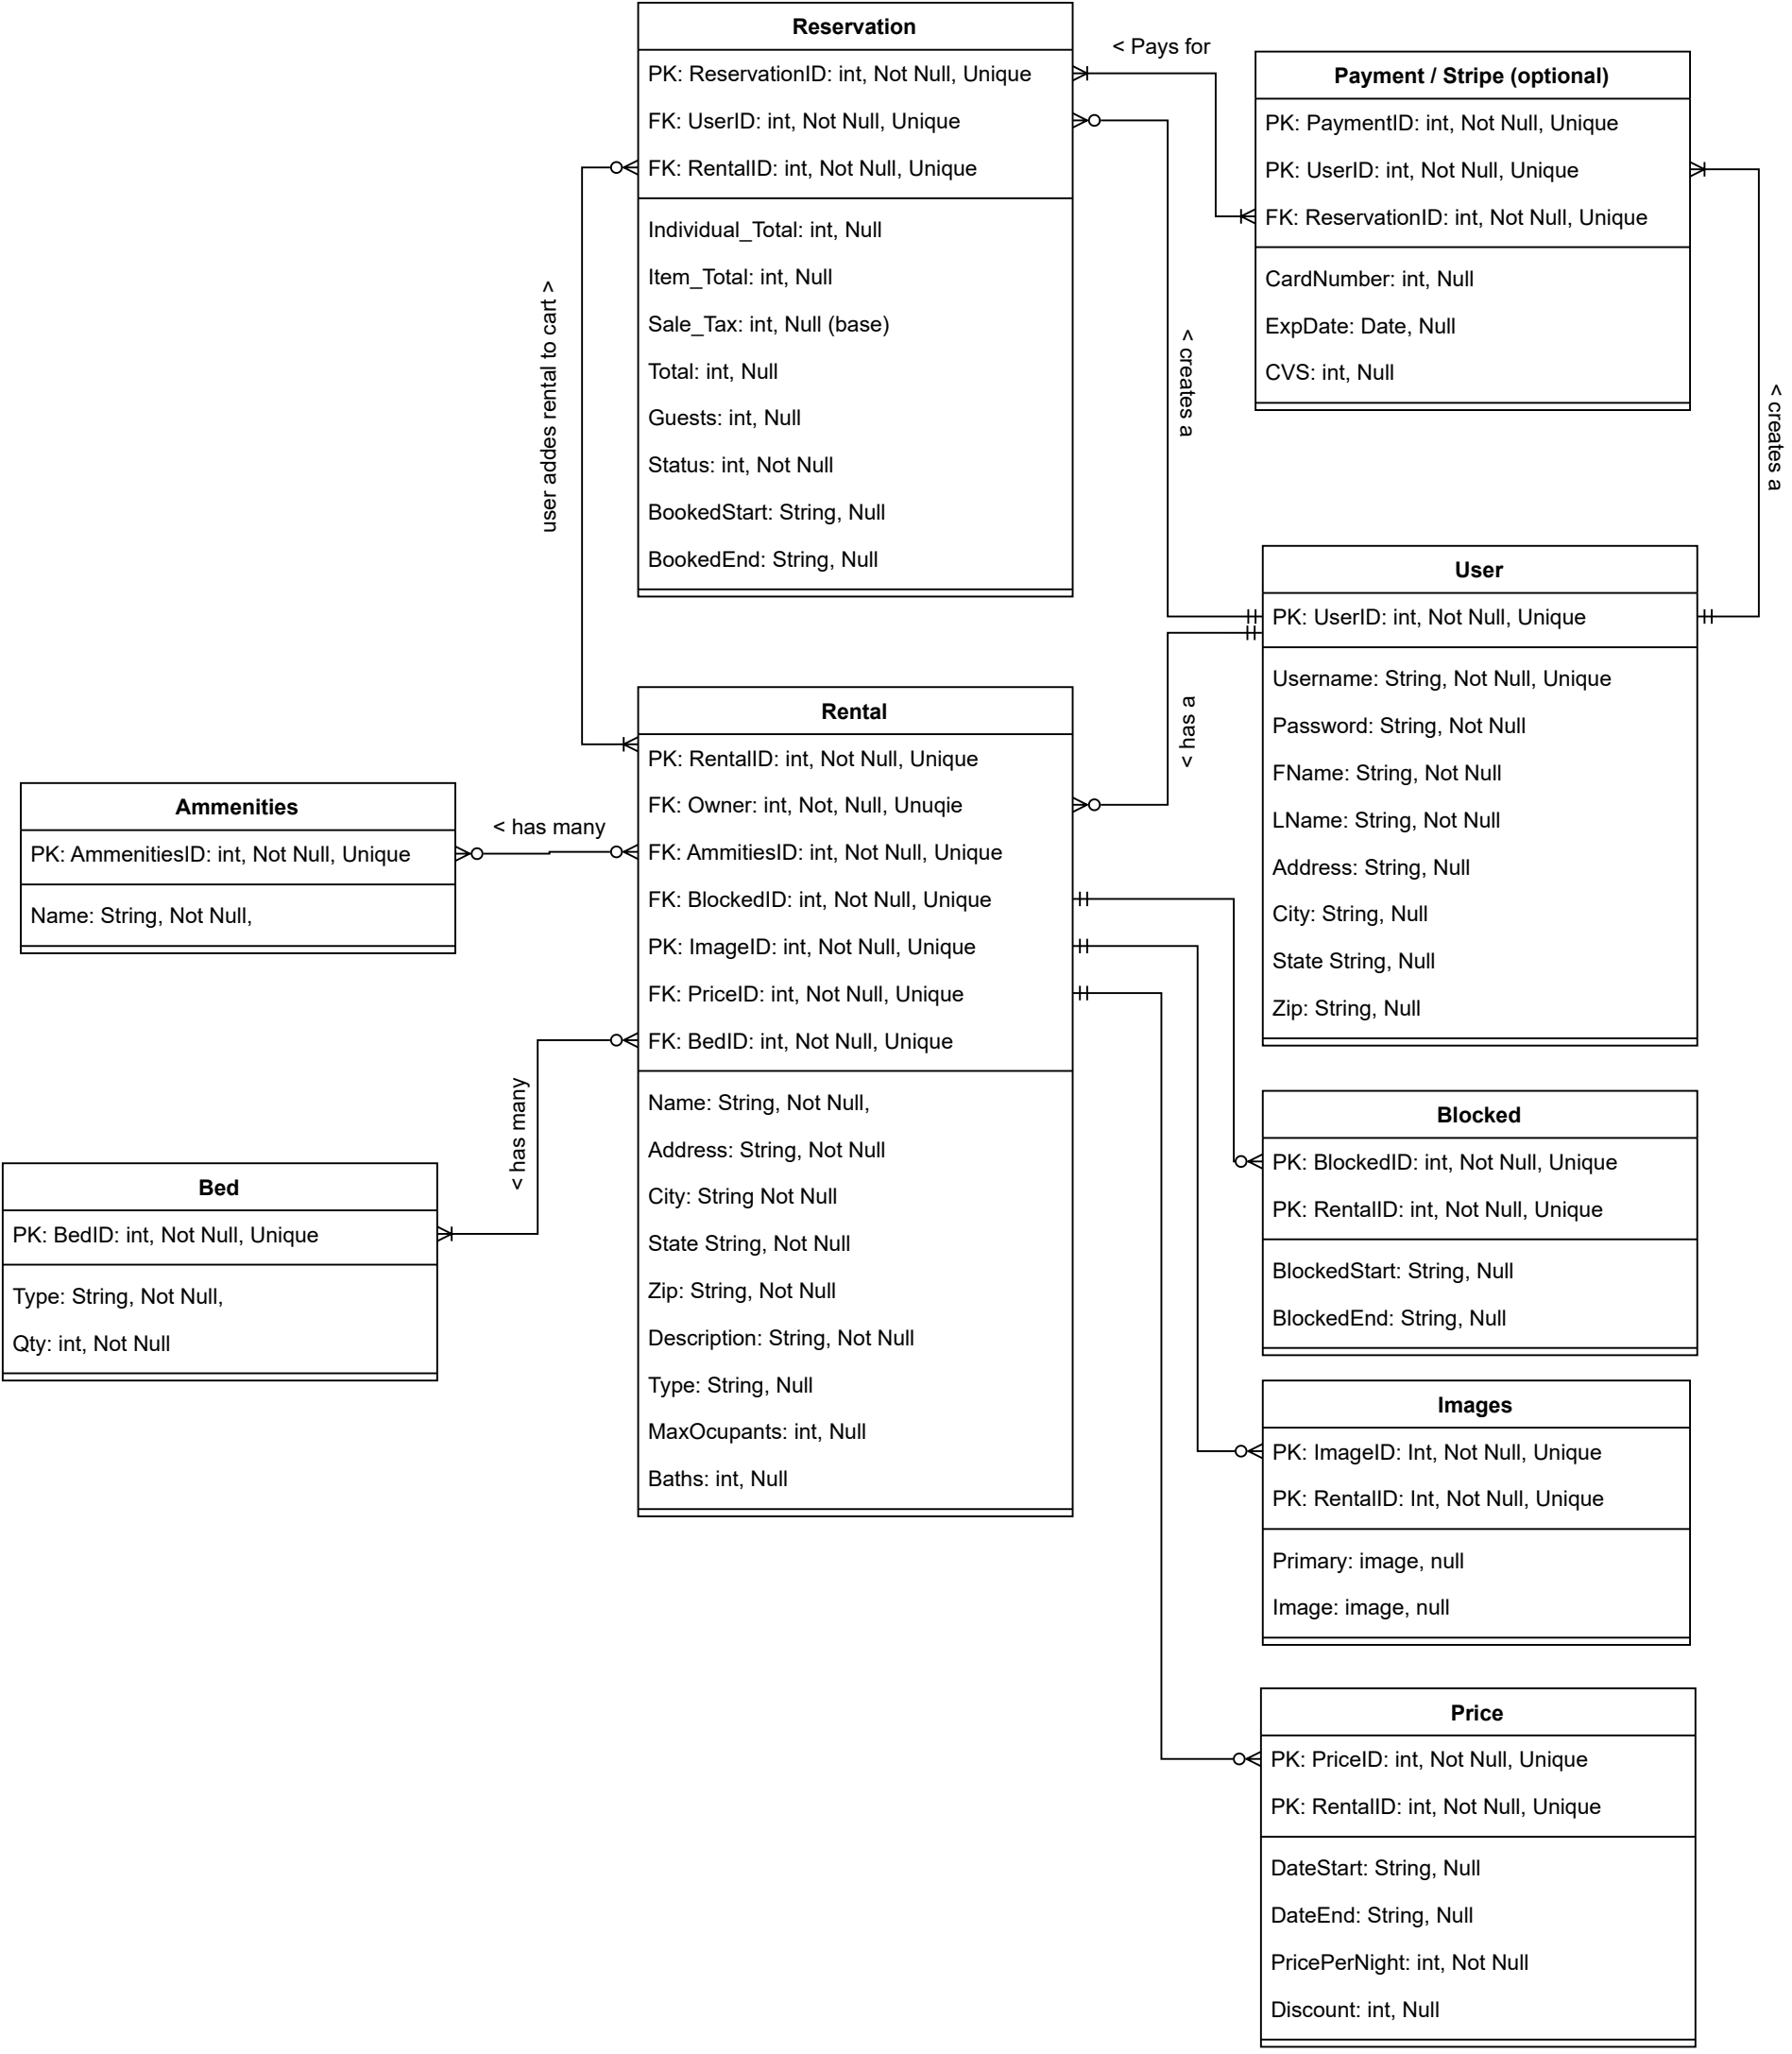 Reservation
PK: ReservationID: int, Not Null, Unique
FK: UserID: int, Not Null, Unique
FK: RentalID: int, Not Null, Unique
Individual_Total: int, Null
Item_Total: int, Null
Sale_Tax: int, Null (base)
Total: int, Null
Guests: int, Null
Status: int, Not Null
BookedStart: String, Null
BookedEnd: String, Null
< Pays for
Payment / Stripe (optional)
PK: PaymentID: int, Not Null, Unique
PK: UserID: int, Not Null, Unique
FK: ReservationID: int, Not Null, Unique
CardNumber: int, Null
ExpDate: Date, Null
CVS: int, Null
user addes rental to cart >
< creates a
< creates a
User
PK: UserID: int, Not Null, Unique
Username: String, Not Null, Unique
Password: String, Not Null
FName: String, Not Null
LName: String, Not Null
Address: String, Null
City: String, Null
State String, Null
Zip: String, Null
< has a
Rental
PK: RentalID: int, Not Null, Unique
FK: Owner: int, Not, Null, Unuqie
FK: AmmitiesID: int, Not Null, Unique
FK: BlockedID: int, Not Null, Unique
PK: ImageID: int, Not Null, Unique
FK: PriceID: int, Not Null, Unique
FK: BedID: int, Not Null, Unique
Name: String, Not Null,
Address: String, Not Null
City: String Not Null
State String, Not Null
Zip: String, Not Null
Description: String, Not Null
Type: String, Null
MaxOcupants: int, Null
Baths: int, Null
Ammenities
PK: AmmenitiesID: int, Not Null, Unique
Name: String, Not Null,
< has many
< has many
Bed
PK: BedID: int, Not Null, Unique
Type: String, Not Null,
Qty: int, Not Null
Blocked
PK: BlockedID: int, Not Null, Unique
PK: RentalID: int, Not Null, Unique
BlockedStart: String, Null
BlockedEnd: String, Null
Images
PK: ImageID: Int, Not Null, Unique
PK: RentalID: Int, Not Null, Unique
Primary: image, null
Image: image, null
Price
PK: PriceID: int, Not Null, Unique
PK: RentalID: int, Not Null, Unique
DateStart: String, Null
DateEnd: String, Null
PricePerNight: int, Not Null
Discount: int, Null